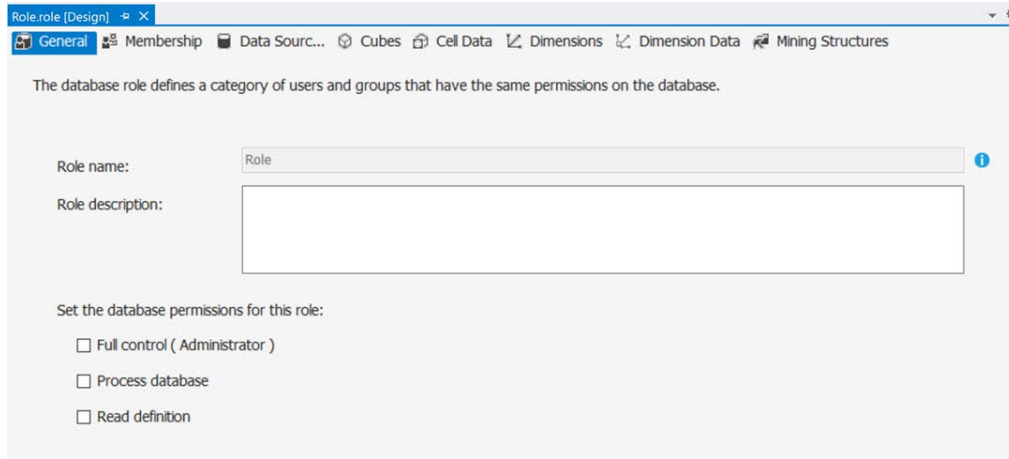 Role.role [Design]
General Membership Data Sourc... Cubes Cell Data Dimensions Dimension Data Mining Structures
The database role defines a category of users and groups that have the same permissions on the database.
Role name: Role
Role description:
Set the database permissions for this role:
Full control ( Administrator )
Process database
Read definition